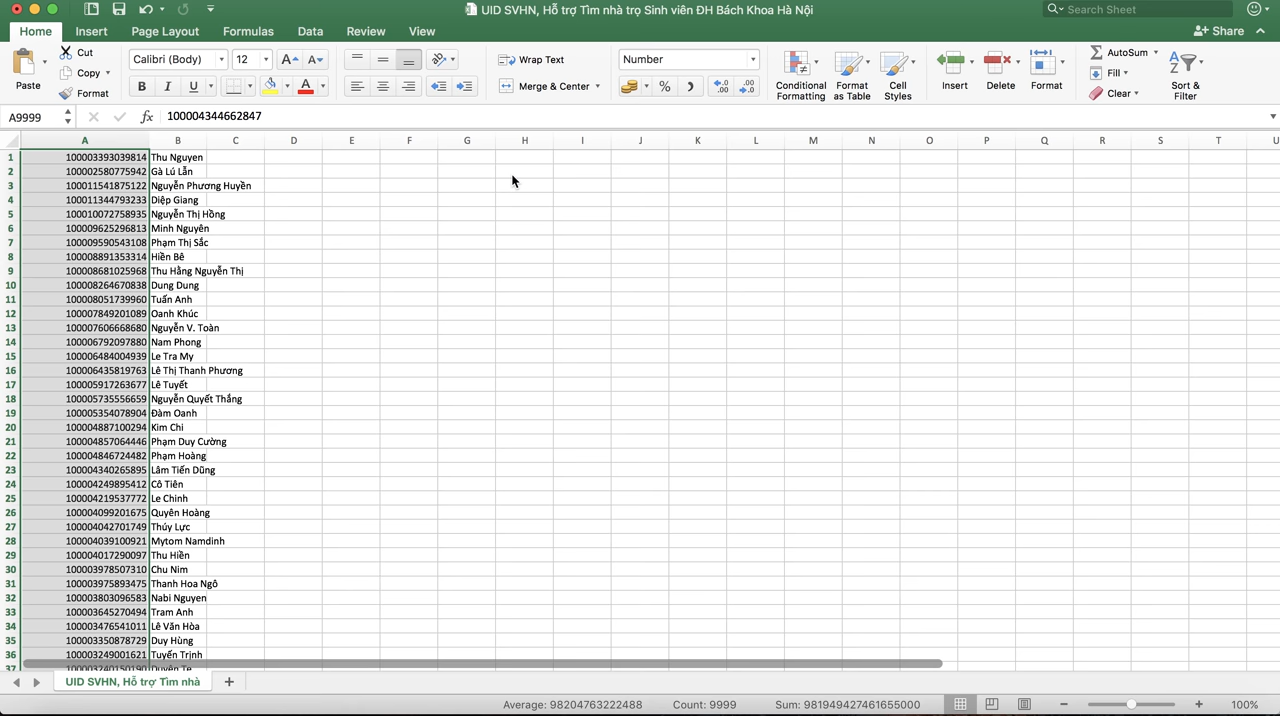 UID SVHN, Hỗ trợ Tìm nhà trọ Sinh viên ĐH Bách Khoa Hà Nội
Search Sheet
Home Insert Page Layout Formulas Data Review View Share
Paste
Cut
Copy
Format
Calibri (Body) 12
B I U
Wrap Text
Merge & Center
Number
%
Conditional Formatting
Format as Table
Cell Styles
Insert Delete Format
AutoSum
Fill
Clear
Sort & Filter
A9999 fx 100004344662847
A B C D E F G H I J K L M N O P Q R S T U
1 100003393039814 Thu Nguyen
2 100002580775942 Gà Lú Lẫn
3 100011541875122 Nguyễn Phương Huyền
4 100011344793233 Diệp Giang
5 100010072758935 Nguyễn Thị Hồng
6 100009625296813 Minh Nguyên
7 100009590543108 Phạm Thị Sắc
8 100008891353314 Hiền Bê
9 100008681025968 Thu Hằng Nguyễn Thị
10 100008264670838 Dung Dung
11 100008051739960 Tuấn Anh
12 100007849201089 Oanh Khúc
13 100007606668680 Nguyễn V. Toàn
14 100006792097880 Nam Phong
15 100006484004939 Le Tra My
16 100006435819763 Lê Thị Thanh Phương
17 100005917263677 Lê Tuyết
18 100005735556659 Nguyễn Quyết Thắng
19 100005354078904 Đàm Oanh
20 100004887100294 Kim Chi
21 100004857064446 Phạm Duy Cường
22 100004846724482 Phạm Hoàng
23 100004340265895 Lâm Tiến Dũng
24 100004249895412 Cô Tiên
25 100004219537772 Le Chinh
26 100004099201675 Quyên Hoàng
27 100004042701749 Thúy Lực
28 100004039100921 Mytom Namdinh
29 100004017290097 Thu Hiền
30 100003978507310 Chu Nim
31 100003975893475 Thanh Hoa Ngô
32 100003803096583 Nabi Nguyen
33 100003645270494 Tram Anh
34 100003476541011 Lê Văn Hòa
35 100003350878729 Duy Hùng
36 100003249001621 Tuyến Trịnh
37 100003240150190 Duyên Te
UID SVHN, Hỗ trợ Tìm nhà
Average: 98204763222488 Count: 9999 Sum: 981949427461655000 100%